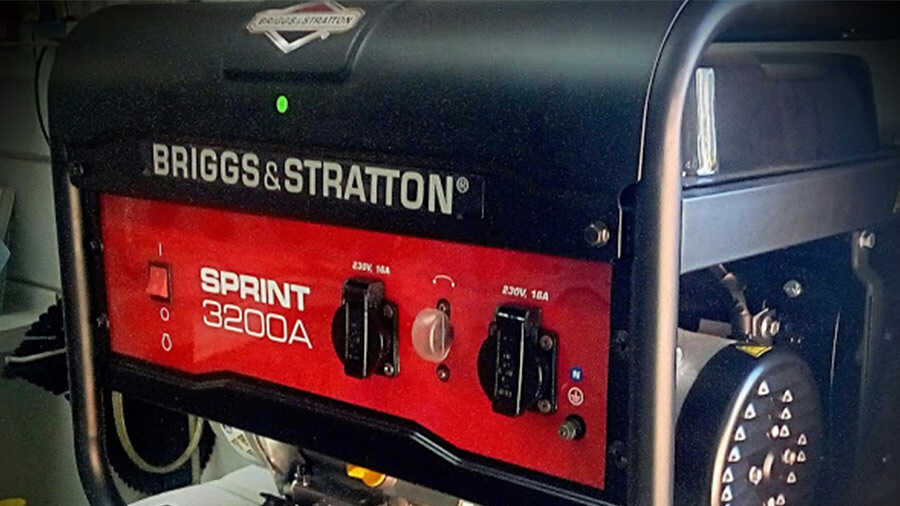 BRIGGS&STRATTON
BRIGGS&STRATTON®
SPRINT
3200A
230V, 16A
230V, 16A
I
O
N